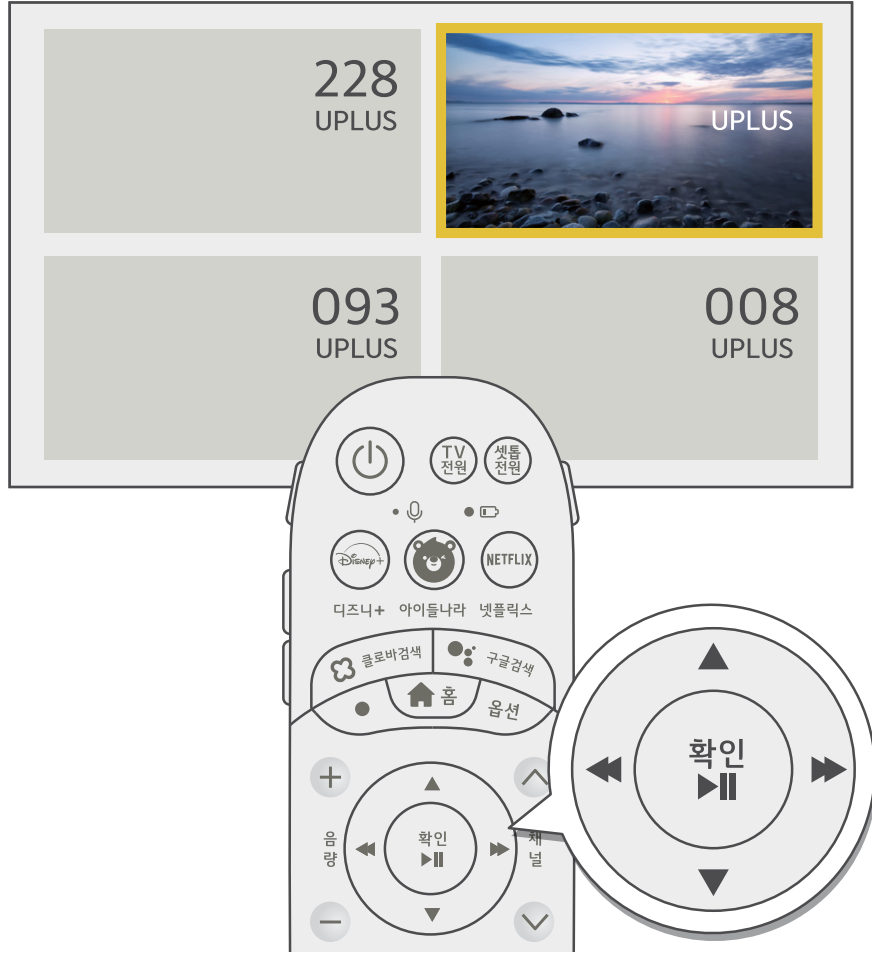 228
UPLUS
UPLUS
093
UPLUS
008
UPLUS
TV
전원
셋톱
전원
Disney+
NETFLIX
디즈니+
아이들나라
넷플릭스
클로바검색
구글검색
홈
옵션
음
량
확인
채
널
확인